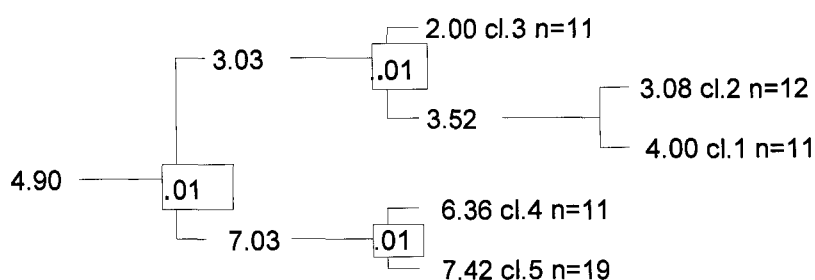 2.00 cl.3 n=11
3.03
.01
3.08 cl.2 n=12
3.52
4.00 cl.1 n=11
4.90
.01
6.36 cl.4 n=11
7.03
.01
7.42 cl.5 n=19